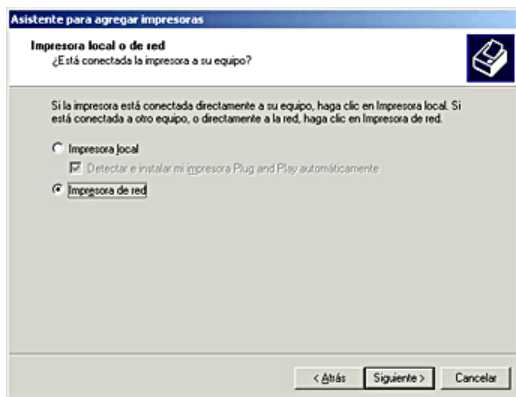 Asistente para agregar impresoras
Impresora local o de red
¿Está conectada la impresora a su equipo?
Si la impresora está conectada directamente a su equipo, haga clic en Impresora local. Si
está conectada a otro equipo, o directamente a la red, haga clic en Impresora de red.
Impresora local
Detectar e instalar mi impresora Plug and Play automáticamente
Impresora de red
< Atrás Siguiente > Cancelar